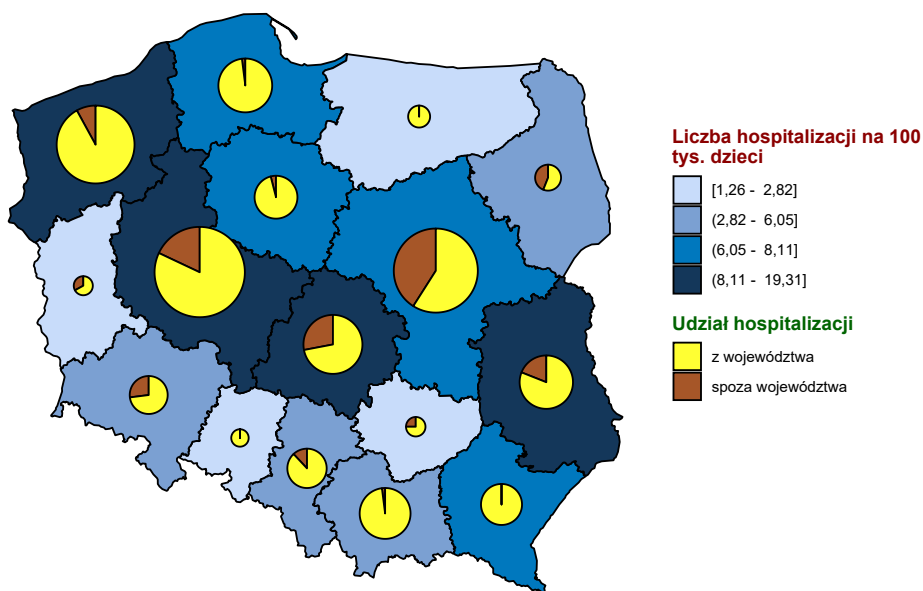 Liczba hospitalizacji na 100
tys. dzieci
[1,26 - 2,82]
(2,82 - 6,05]
(6,05 - 8,11]
(8,11 - 19,31]
Udział hospitalizacji
z województwa
spoza województwa